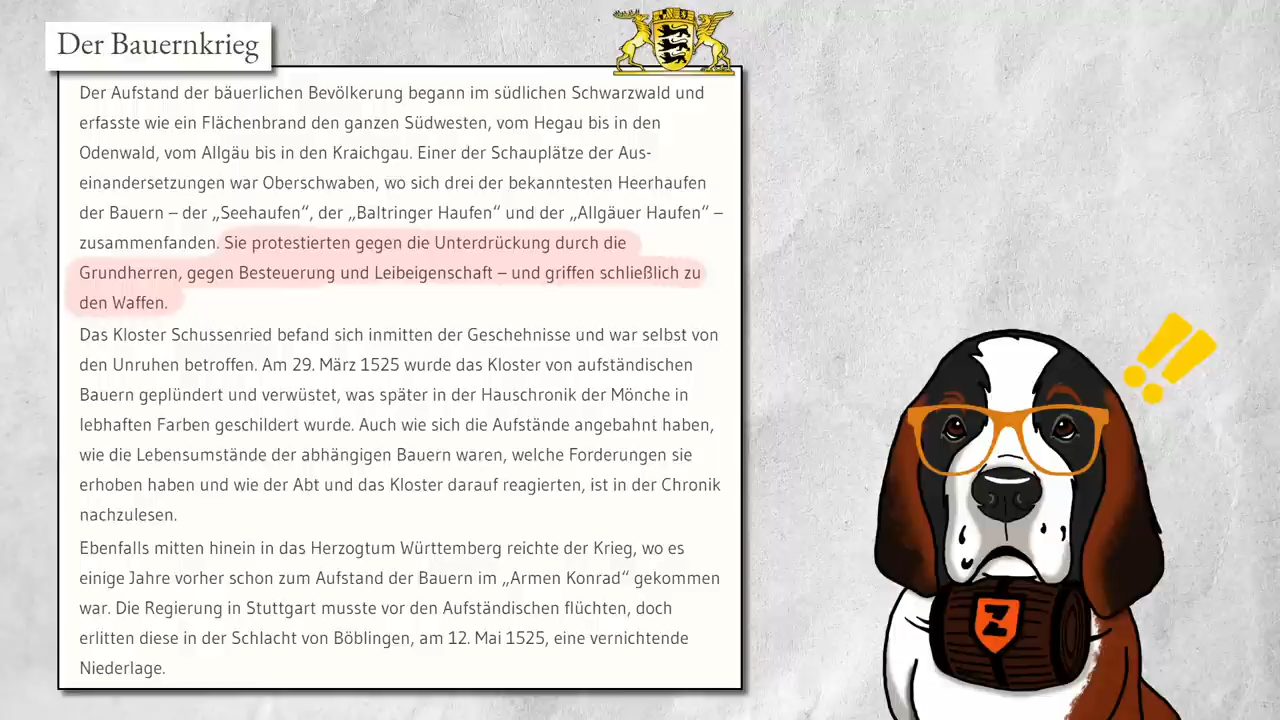 Der Bauernkrieg
Der Aufstand der bäuerlichen Bevölkerung begann im südlichen Schwarzwald und
erfasste wie ein Flächenbrand den ganzen Südwesten, vom Hegau bis in den
Odenwald, vom Allgäu bis in den Kraichgau. Einer der Schauplätze der Aus-
einandersetzungen war Oberschwaben, wo sich drei der bekanntesten Heerhaufen
der Bauern – der „Seehaufen“, der „Baltringer Haufen“ und der „Allgäuer Haufen“ –
zusammenfanden. Sie protestierten gegen die Unterdrückung durch die
Grundherren, gegen Besteuerung und Leibeigenschaft – und griffen schließlich zu
den Waffen.
Das Kloster Schussenried befand sich inmitten der Geschehnisse und war selbst von
den Unruhen betroffen. Am 29. März 1525 wurde das Kloster von aufständischen
Bauern geplündert und verwüstet, was später in der Hauschronik der Mönche in
lebhaften Farben geschildert wurde. Auch wie sich die Aufstände angebahnt haben,
wie die Lebensumstände der abhängigen Bauern waren, welche Forderungen sie
erhoben haben und wie der Abt und das Kloster darauf reagierten, ist in der Chronik
nachzulesen.
Ebenfalls mitten hinein in das Herzogtum Württemberg reichte der Krieg, wo es
einige Jahre vorher schon zum Aufstand der Bauern im „Armen Konrad“ gekommen
war. Die Regierung in Stuttgart musste vor den Aufständischen flüchten, doch
erlitten diese in der Schlacht von Böblingen, am 12. Mai 1525, eine vernichtende
Niederlage.
Z